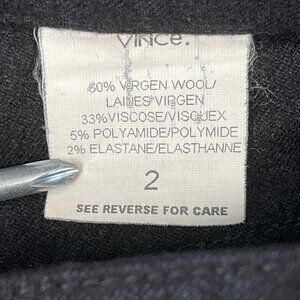 VINCE.
60% VIRGEN WOOL/
LAINES VIRGEN
33%VISCOSE/VISQUEX
5% POLYAMIDE/POLYMIDE
2% ELASTANE/ELASTHANNE
2
SEE REVERSE FOR CARE